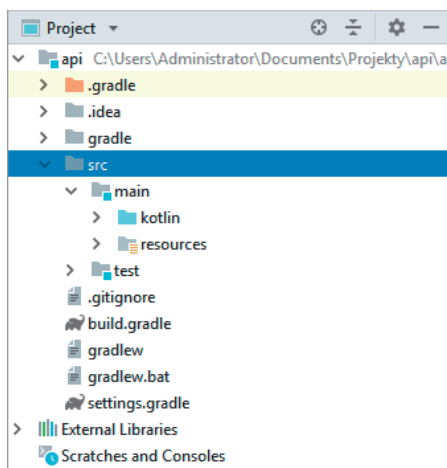 Project
api C:\Users\Administrator\Documents\Projekty\api\a
.gradle
.idea
gradle
src
main
kotlin
resources
test
.gitignore
build.gradle
gradlew
gradlew.bat
settings.gradle
External Libraries
Scratches and Consoles